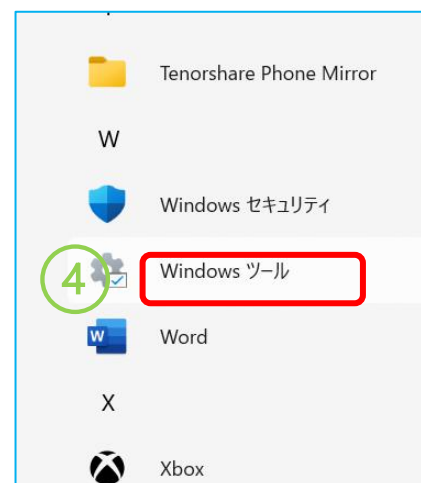 Tenorshare Phone Mirror
W
Windows セキュリティ
④ Windows ツール
W Word
X
Xbox